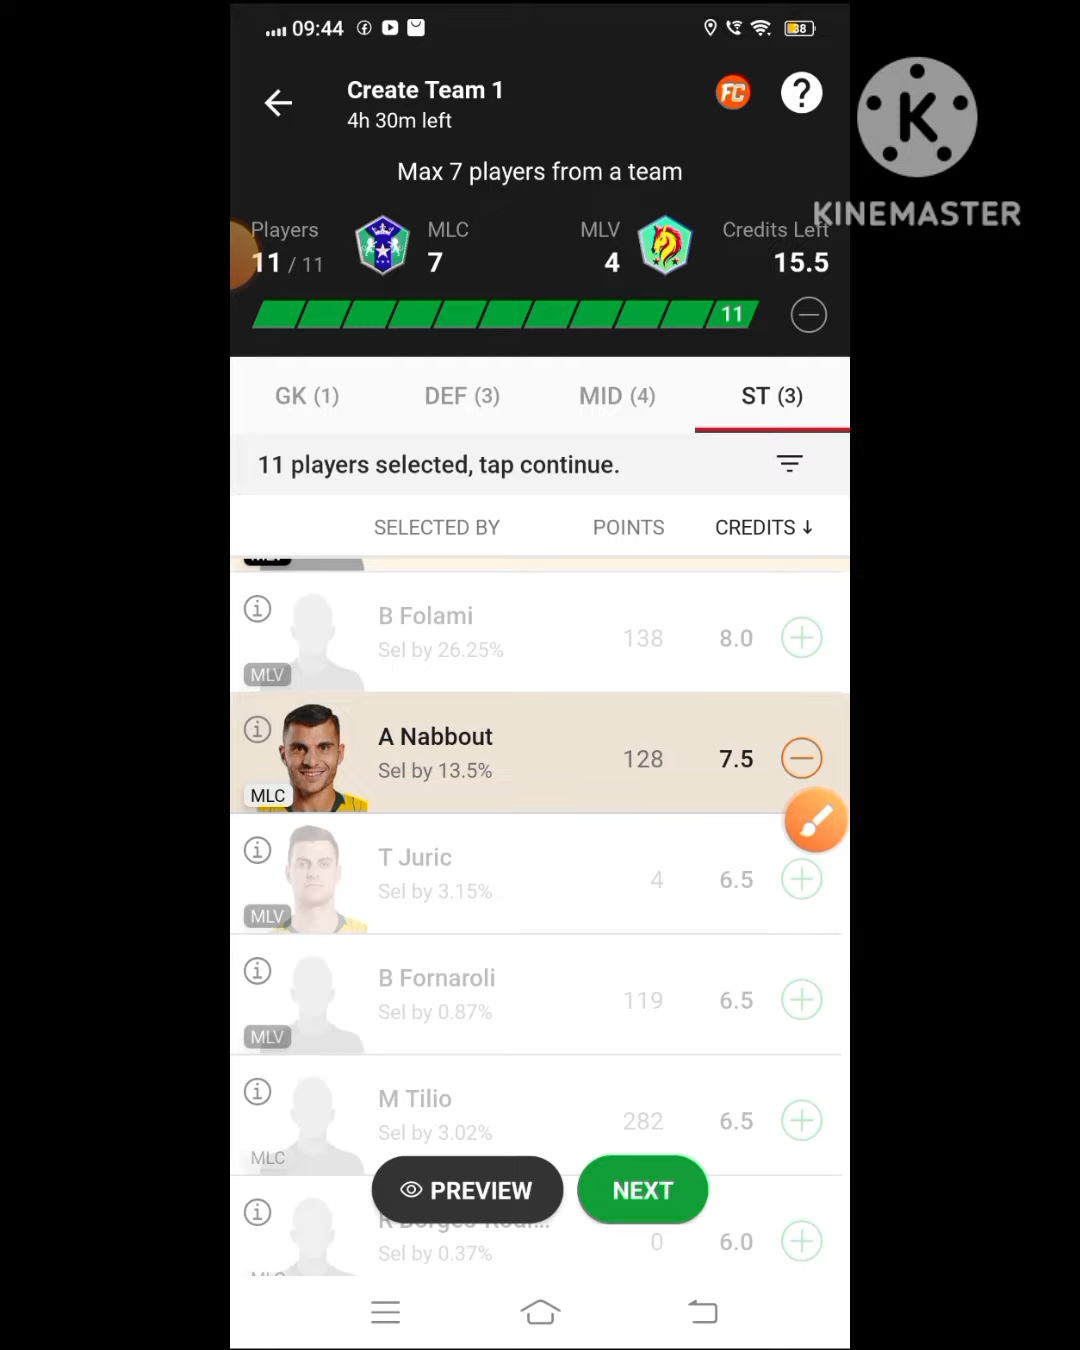 09:44
38
Create Team 1
4h 30m left
FC
?
K
KINEMASTER
Max 7 players from a team
Players
11 / 11
MLC
7
MLV
4
Credits Left
15.5
11
GK (1)
DEF (3)
MID (4)
ST (3)
11 players selected, tap continue.
SELECTED BY
POINTS
CREDITS ↓
B Folami
Sel by 26.25%
138
8.0
MLV
A Nabbout
Sel by 13.5%
128
7.5
MLC
T Juric
Sel by 3.15%
4
6.5
MLV
B Fornaroli
Sel by 0.87%
119
6.5
MLV
M Tilio
Sel by 3.02%
282
6.5
MLC
PREVIEW
NEXT
Sel by 0.37%
0
6.0